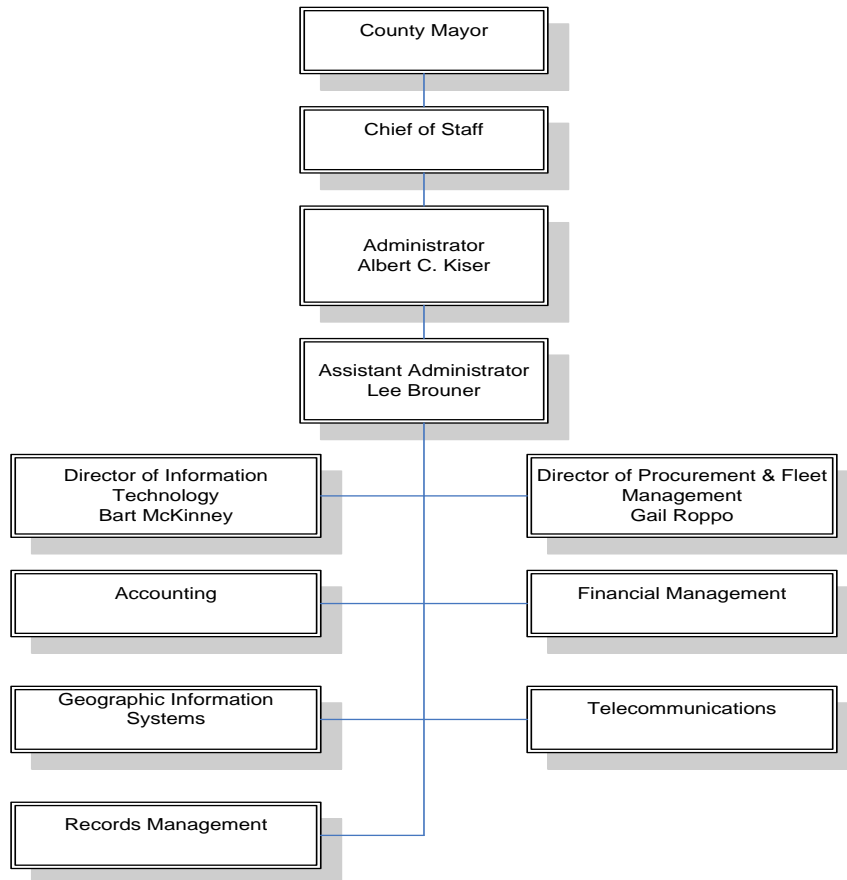 County Mayor
Chief of Staff
Administrator
Albert C. Kiser
Assistant Administrator
Lee Brouner
Director of Information
Technology
Bart McKinney
Director of Procurement & Fleet
Management
Gail Roppo
Accounting
Financial Management
Geographic Information
Systems
Telecommunications
Records Management